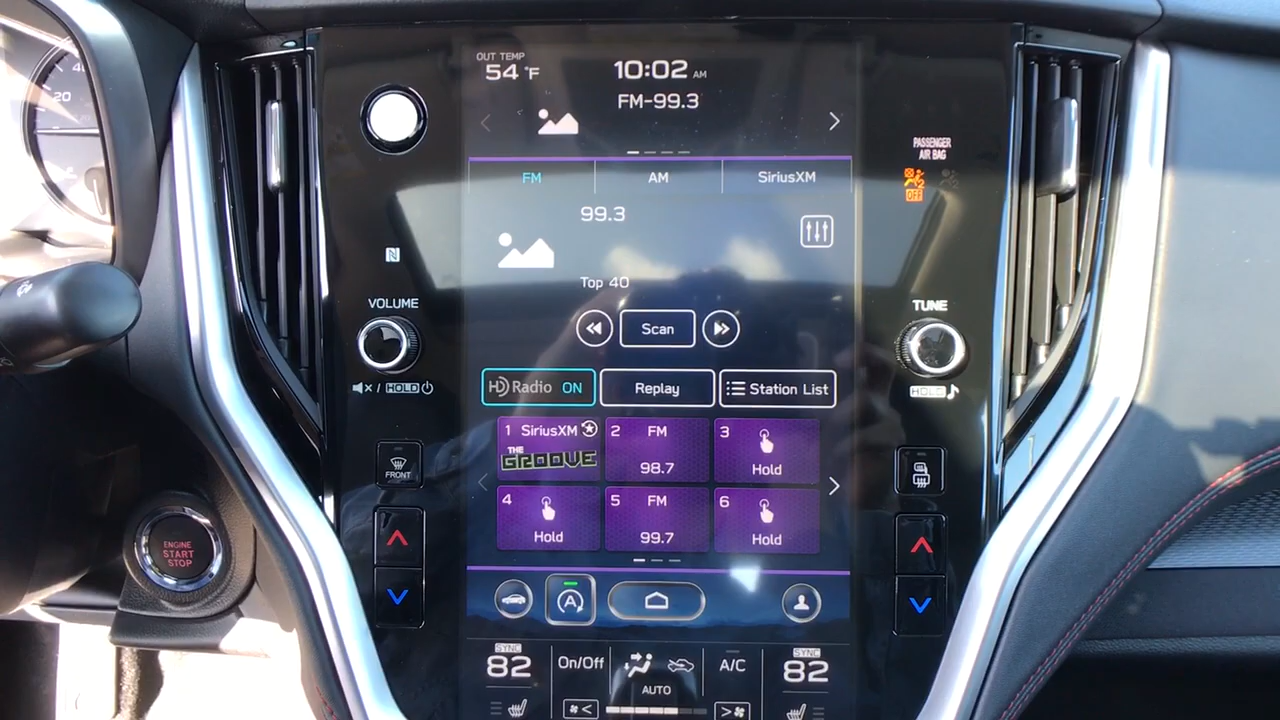 OUT TEMP
54 °F
10:02 AM
FM-99.3
PASSENGER
AIR BAG
OFF
FM AM SiriusXM
99.3
Top 40
VOLUME
TUNE
Scan
HOLD
HOLD
HD Radio ON Replay Station List
1 SiriusXM 2 FM 3
THE
GROOVE 98.7 Hold
4 5 FM 6
Hold 99.7 Hold
FRONT
ENGINE
START
STOP
A
SYNC
82 On/Off A/C SYNC
82
AUTO
20